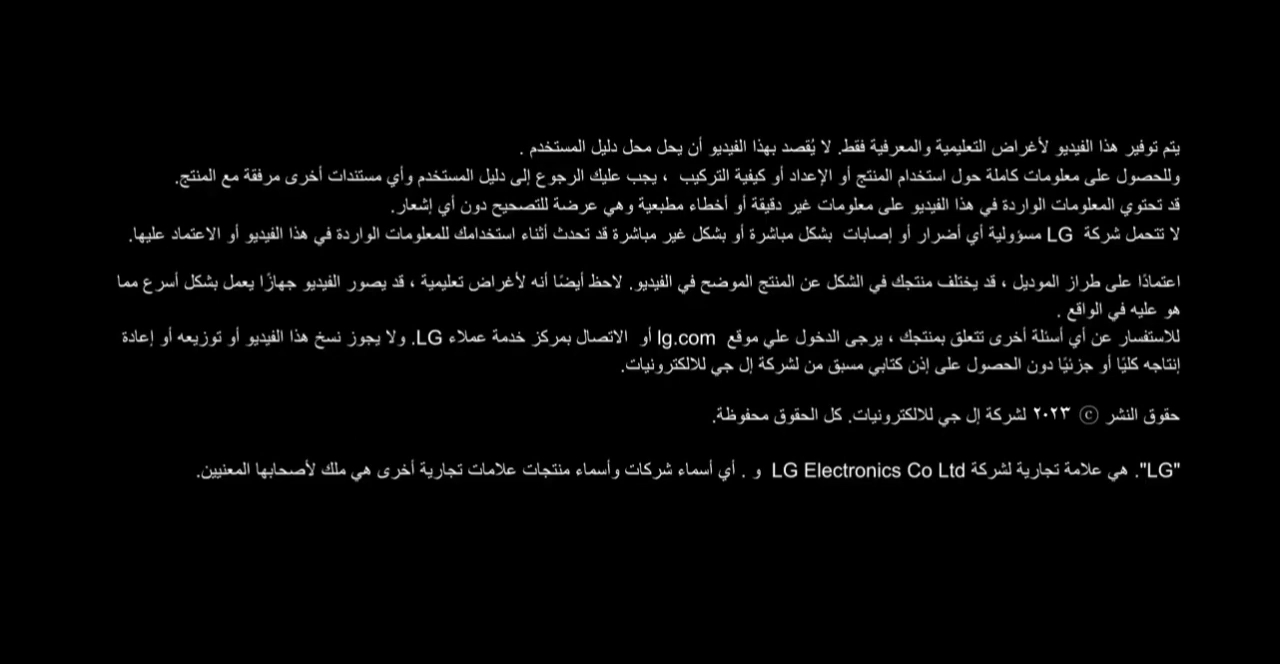 يتم توفير هذا الفيديو لأغراض التعليمية والمعرفية فقط. لا يُقصد بهذا الفيديو أن يحل محل دليل المستخدم .
وللحصول على معلومات كاملة حول استخدام المنتج أو الإعداد أو كيفية التركيب ، يجب عليك الرجوع إلى دليل المستخدم وأي مستندات أخرى مرفقة مع المنتج.
قد تحتوي المعلومات الواردة في هذا الفيديو على معلومات غير دقيقة أو أخطاء مطبعية وهي عرضة للتصحيح دون أي إشعار.
لا تتحمل شركة LG مسؤولية أي أضرار أو إصابات بشكل مباشرة أو بشكل غير مباشرة قد تحدث أثناء استخدامك للمعلومات الواردة في هذا الفيديو أو الاعتماد عليها.
اعتمادًا على طراز الموديل ، قد يختلف منتجك في الشكل عن المنتج الموضح في الفيديو. لاحظ أيضًا أنه لأغراض تعليمية ، قد يصور الفيديو جهازًا يعمل بشكل أسرع مما
هو عليه في الواقع .
للاستفسار عن أي أسئلة أخرى تتعلق بمنتجك ، يرجى الدخول علي موقع lg.com أو الاتصال بمركز خدمة عملاء LG. ولا يجوز نسخ هذا الفيديو أو توزيعه أو إعادة
إنتاجه كليًا أو جزئيًا دون الحصول على إذن كتابي مسبق من لشركة إل جي للالكترونيات.
حقوق النشر ⓒ ٢٠٢٣ لشركة إل جي للالكترونيات. كل الحقوق محفوظة.
"LG". هي علامة تجارية لشركة LG Electronics Co Ltd و . أي أسماء شركات وأسماء منتجات علامات تجارية أخرى هي ملك لأصحابها المعنيين.